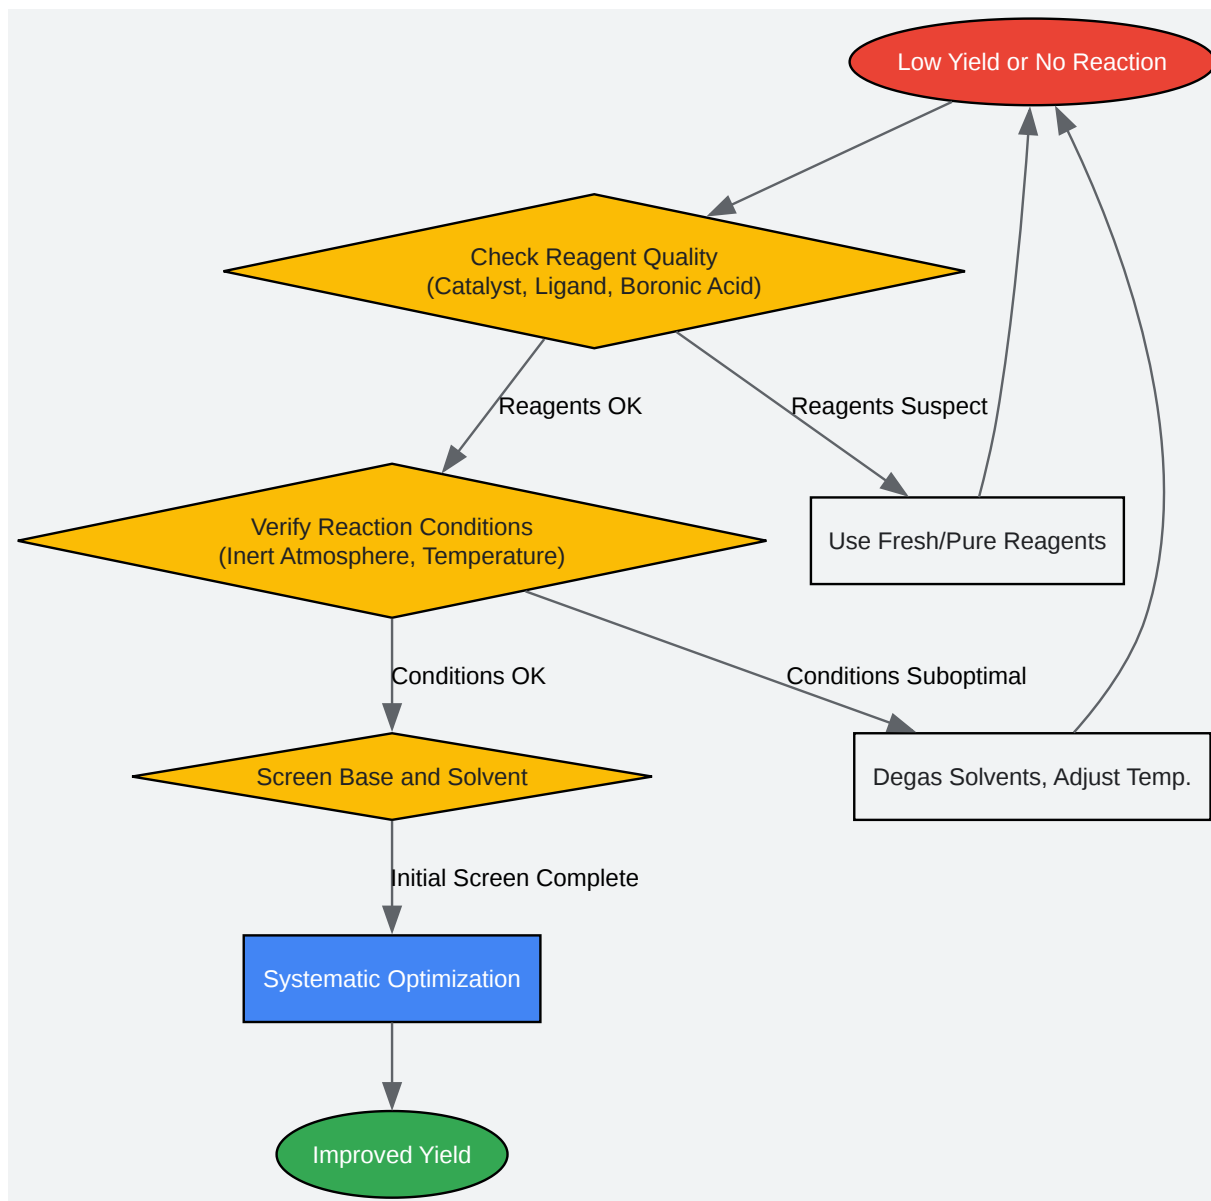 Low Yield or No Reaction
Check Reagent Quality
(Catalyst, Ligand, Boronic Acid)
Reagents OK
Reagents Suspect
Verify Reaction Conditions
(Inert Atmosphere, Temperature)
Use Fresh/Pure Reagents
Conditions OK
Conditions Suboptimal
Screen Base and Solvent
Degas Solvents, Adjust Temp.
Initial Screen Complete
Systematic Optimization
Improved Yield